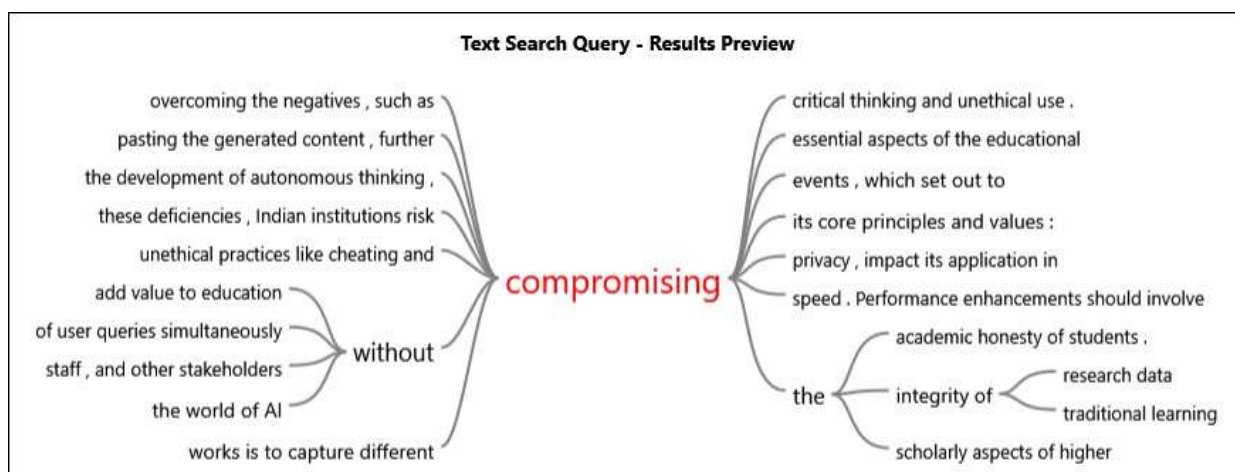 Text Search Query - Results Preview
overcoming the negatives , such as
pasting the generated content , further
the development of autonomous thinking ,
these deficiencies , Indian institutions risk
unethical practices like cheating and
add value to education
of user queries simultaneously
staff , and other stakeholders
the world of AI
without
works is to capture different
compromising
critical thinking and unethical use .
essential aspects of the educational
events , which set out to
its core principles and values :
privacy , impact its application in
speed . Performance enhancements should involve
the
academic honesty of students .
integrity of
research data
traditional learning
scholarly aspects of higher